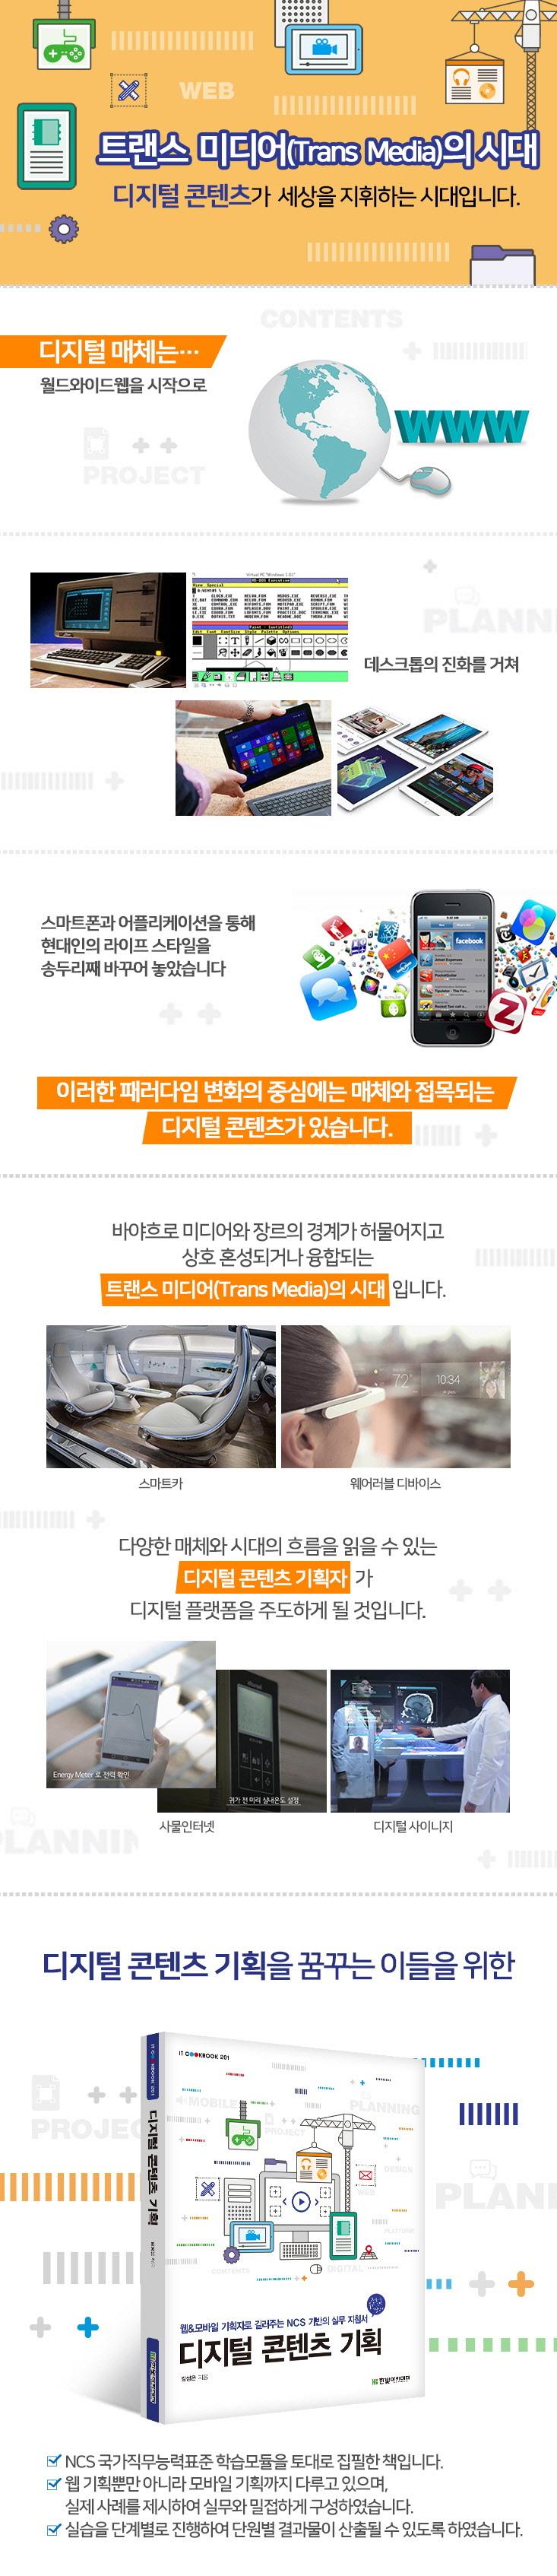 WEB
트랜스 미디어(Trans Media)의 시대
디지털 콘텐츠가 세상을 지휘하는 시대입니다.
CONTENTS
디지털 매체는…
월드와이드웹을 시작으로
WWW
PROJECT
PLANNI
데스크톱의 진화를 거쳐
스마트폰과 어플리케이션을 통해
현대인의 라이프 스타일을
송두리째 바꾸어 놓았습니다
facebook
이러한 패러다임 변화의 중심에는 매체와 접목되는
디지털 콘텐츠가 있습니다.
바야흐로 미디어와 장르의 경계가 허물어지고
상호 혼성되거나 융합되는
트랜스 미디어(Trans Media)의 시대 입니다.
72°
10:34
스마트카
웨어러블 디바이스
다양한 매체와 시대의 흐름을 읽을 수 있는
디지털 콘텐츠 기획자 가
디지털 플랫폼을 주도하게 될 것입니다.
Energy Meter 로 전력 확인
귀가 전 미리 실내온도 설정
사물인터넷
디지털 사이니지
PLANNIN
디지털 콘텐츠 기획을 꿈꾸는 이들을 위한
IT COOKBOOK 201
IT COOKBOOK 201
디지털 콘텐츠 기획
MOBILE
PLANNING
PROJECT
DESIGN
WEB
PLATFORM
CONTENTS
DIGITAL
PROJEC
PLANI
웹&모바일 기획자로 길러주는 NCS 기반의 실무 지침서
디지털 콘텐츠 기획
지음
한빛아카데미
NCS 국가직무능력표준 학습모듈을 토대로 집필한 책입니다.
웹 기획뿐만 아니라 모바일 기획까지 다루고 있으며,
실제 사례를 제시하여 실무와 밀접하게 구성하였습니다.
실습을 단계별로 진행하여 단원별 결과물이 산출될 수 있도록 하였습니다.